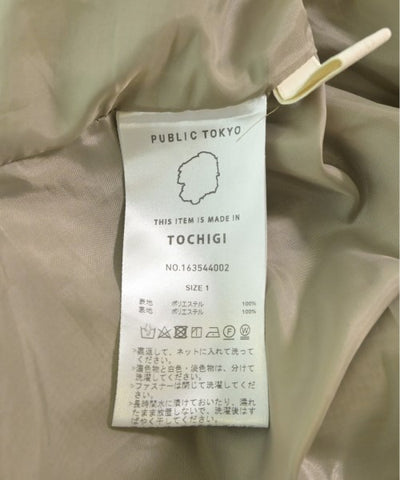 PUBLIC TOKYO
THIS ITEM IS MADE IN
TOCHIGI
NO.163544002
SIZE 1
表地 ポリエステル 100%
裏地 ポリエステル 100%
>裏返して、ネットに入れて洗って
ください。
>濃色物と白色・淡色物は、分けて
洗濯してください。
>ファスナーは閉じて洗濯してくだ
さい。
>長時間水に漬けておいたり、濡れ
たまま放置しないで、洗濯後はす
ばやく干してください。